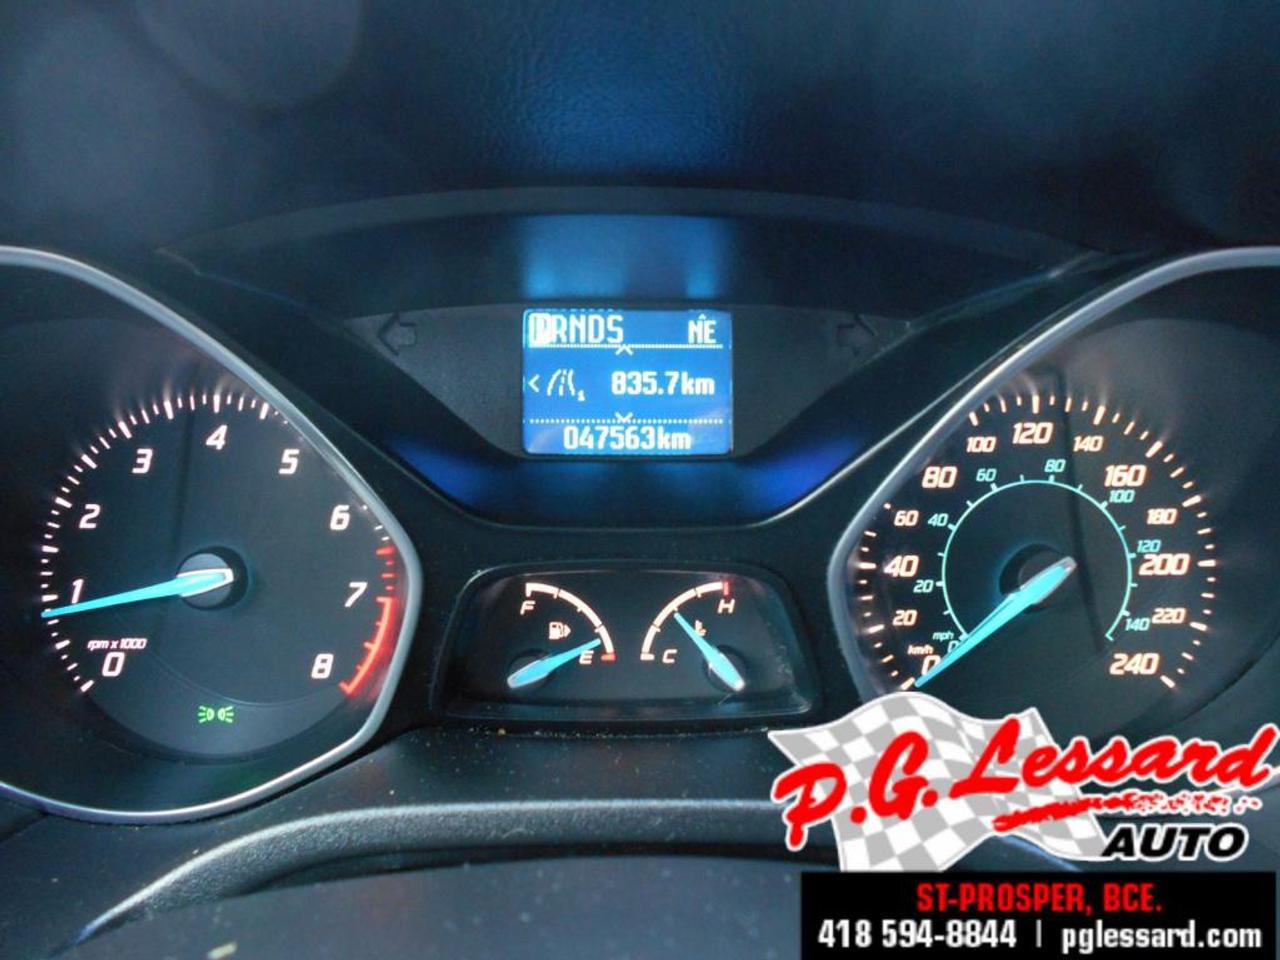 PRNDS NE
835.7km
047563km
0 1 2 3 4 5 6 7 8
rpm x 1000
F
E
H
C
0 20 40 60 80 100 120 140 160 180 200 220 240
km/h
0 20 40 60 80 100 120 140
mph
P.G. Lessard
AUTO
ST-PROSPER, BCE.
418 594-8844 | pglessard.com